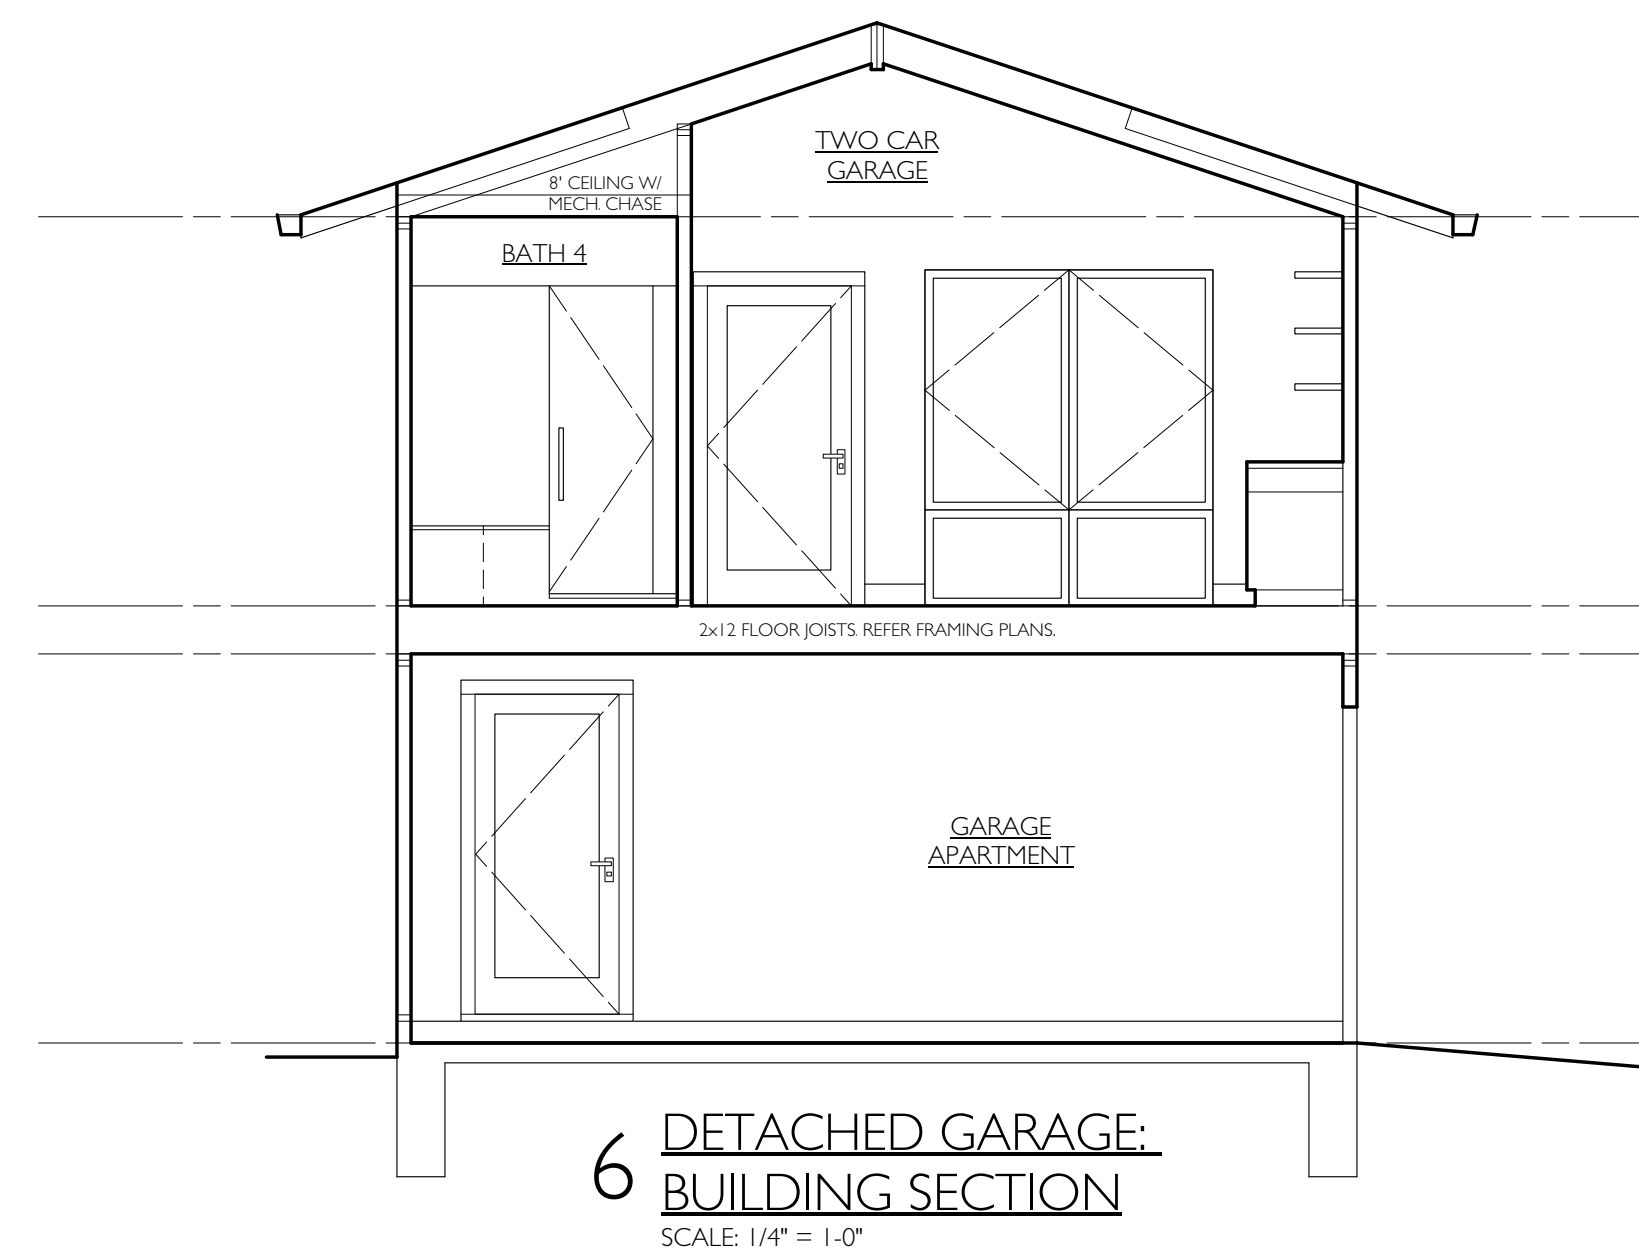 TWO CAR
GARAGE
8' CEILING W/
MECH. CHASE
BATH 4
2x12 FLOOR JOISTS. REFER FRAMING PLANS.
GARAGE
APARTMENT
6
DETACHED GARAGE:
BUILDING SECTION
SCALE: 1/4" = 1-0"